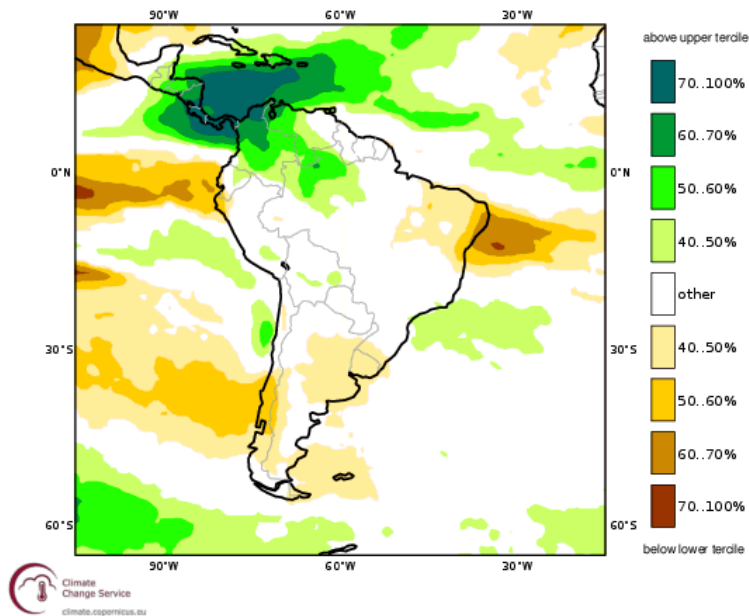 90°W 60°W 30°W
above upper tercile
70..100%
60..70%
0°N 0°N
50..60%
40..50%
other
30°S 30°S
40..50%
50..60%
60..70%
60°S 60°S
70..100%
90°W 60°W 30°W
below lower tercile
Climate
Change Service
climate.copernicus.eu